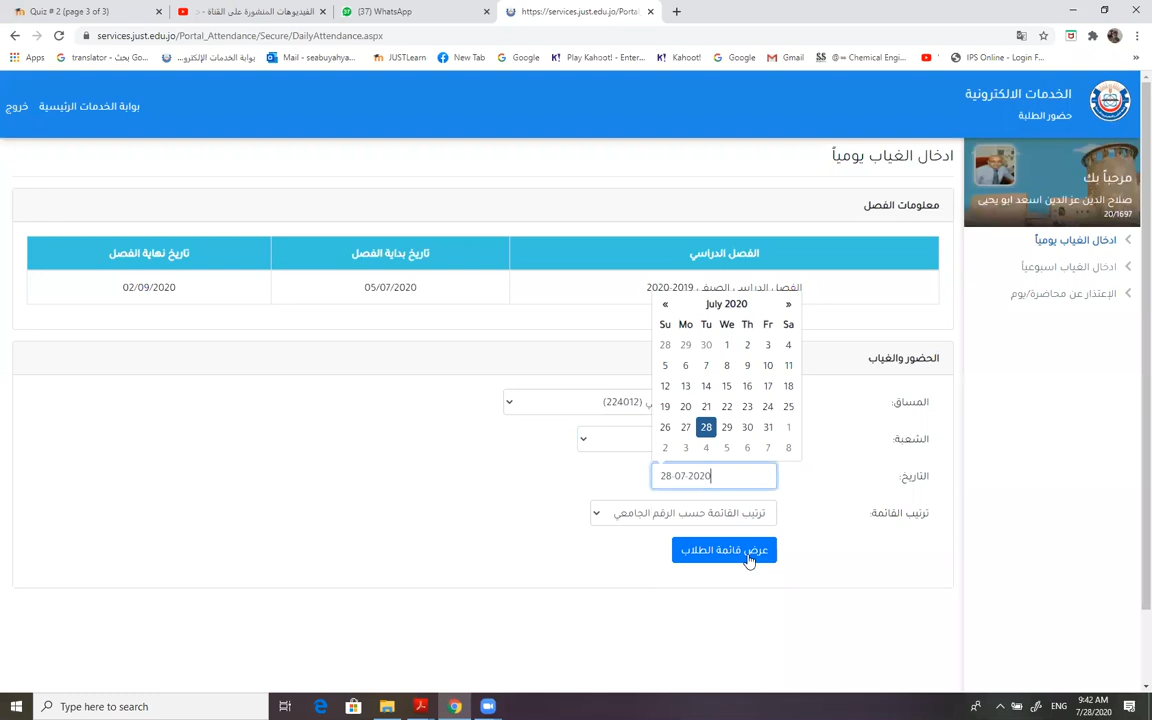 Quiz # 2 (page 3 of 3)
الفيديوهات المنشورة على القناة -
(37) WhatsApp
https://services.just.edu.jo/Porta
services.just.edu.jo/Portal_Attendance/Secure/DailyAttendance.aspx
Apps
translator - Go... بحث
بوابة الخدمات الإلكترو...
Mail - seabuyahya...
JUSTLearn
New Tab
Google
Play Kahoot! - Enter...
Kahoot!
Google
Gmail
@∞ Chemical Engi...
IPS Online - Login F...
الخدمات الالكترونية
حضور الطلبة
بوابة الخدمات الرئيسية
خروج
مرحباً بك
صلاح الدين عز الدين اسعد ابو يحيى
20/1697
ادخال الغياب يومياً
ادخال الغياب اسبوعياً
الإعتذار عن محاضرة/يوم
ادخال الغياب يومياً
معلومات الفصل
الفصل الدراسي تاريخ بداية الفصل تاريخ نهاية الفصل
الفصل الدراسي الصيفي 2019-2020 05/07/2020 02/09/2020
الحضور والغياب
المساق:
(224012)
الشعبة:
التاريخ:
28-07-2020
ترتيب القائمة:
ترتيب القائمة حسب الرقم الجامعي
عرض قائمة الطلاب
« July 2020 »
Su Mo Tu We Th Fr Sa
28 29 30 1 2 3 4
5 6 7 8 9 10 11
12 13 14 15 16 17 18
19 20 21 22 23 24 25
26 27 28 29 30 31 1
2 3 4 5 6 7 8
Type here to search
ENG
9:42 AM
7/28/2020